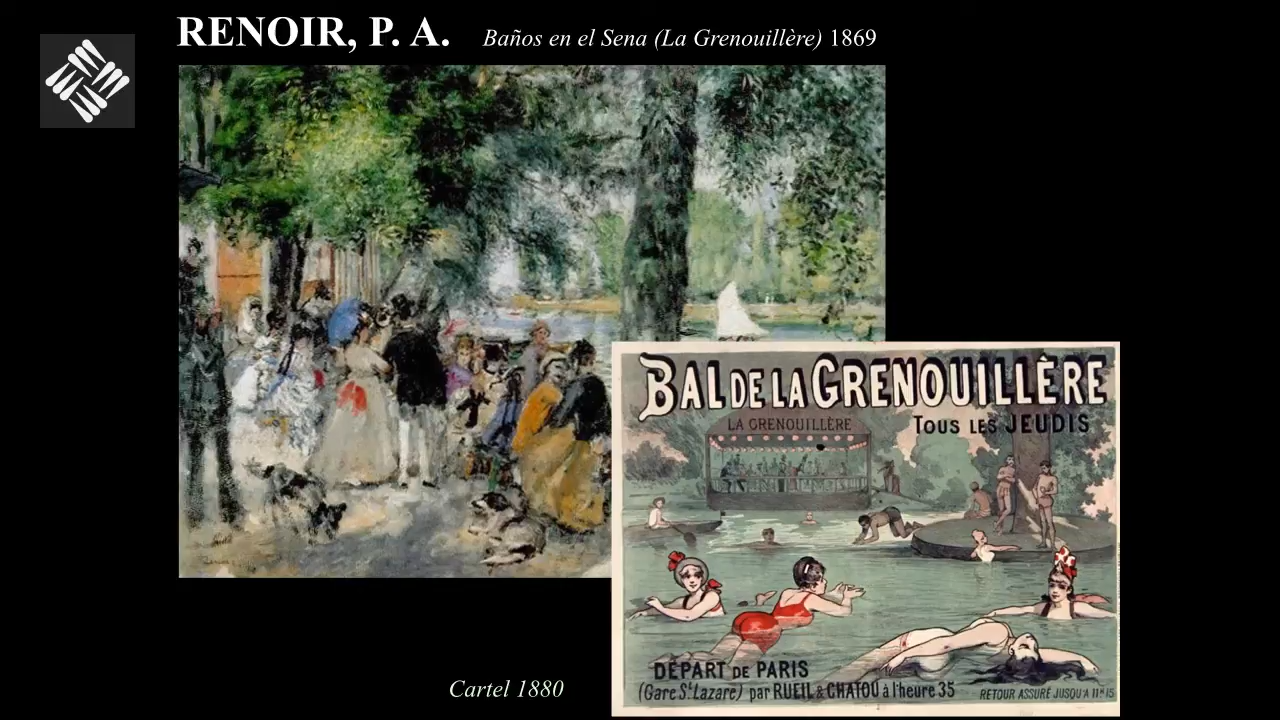 RENOIR, P. A. Baños en el Sena (La Grenouillère) 1869
BAL DE LA GRENOUILLÈRE
LA GRENOUILLÈRE
TOUS LES JEUDIS
DÉPART DE PARIS
(Gare St Lazare) par RUEIL & CHATOU à l'heure 35
RETOUR ASSURÉ JUSQU'A 11H15
Cartel 1880